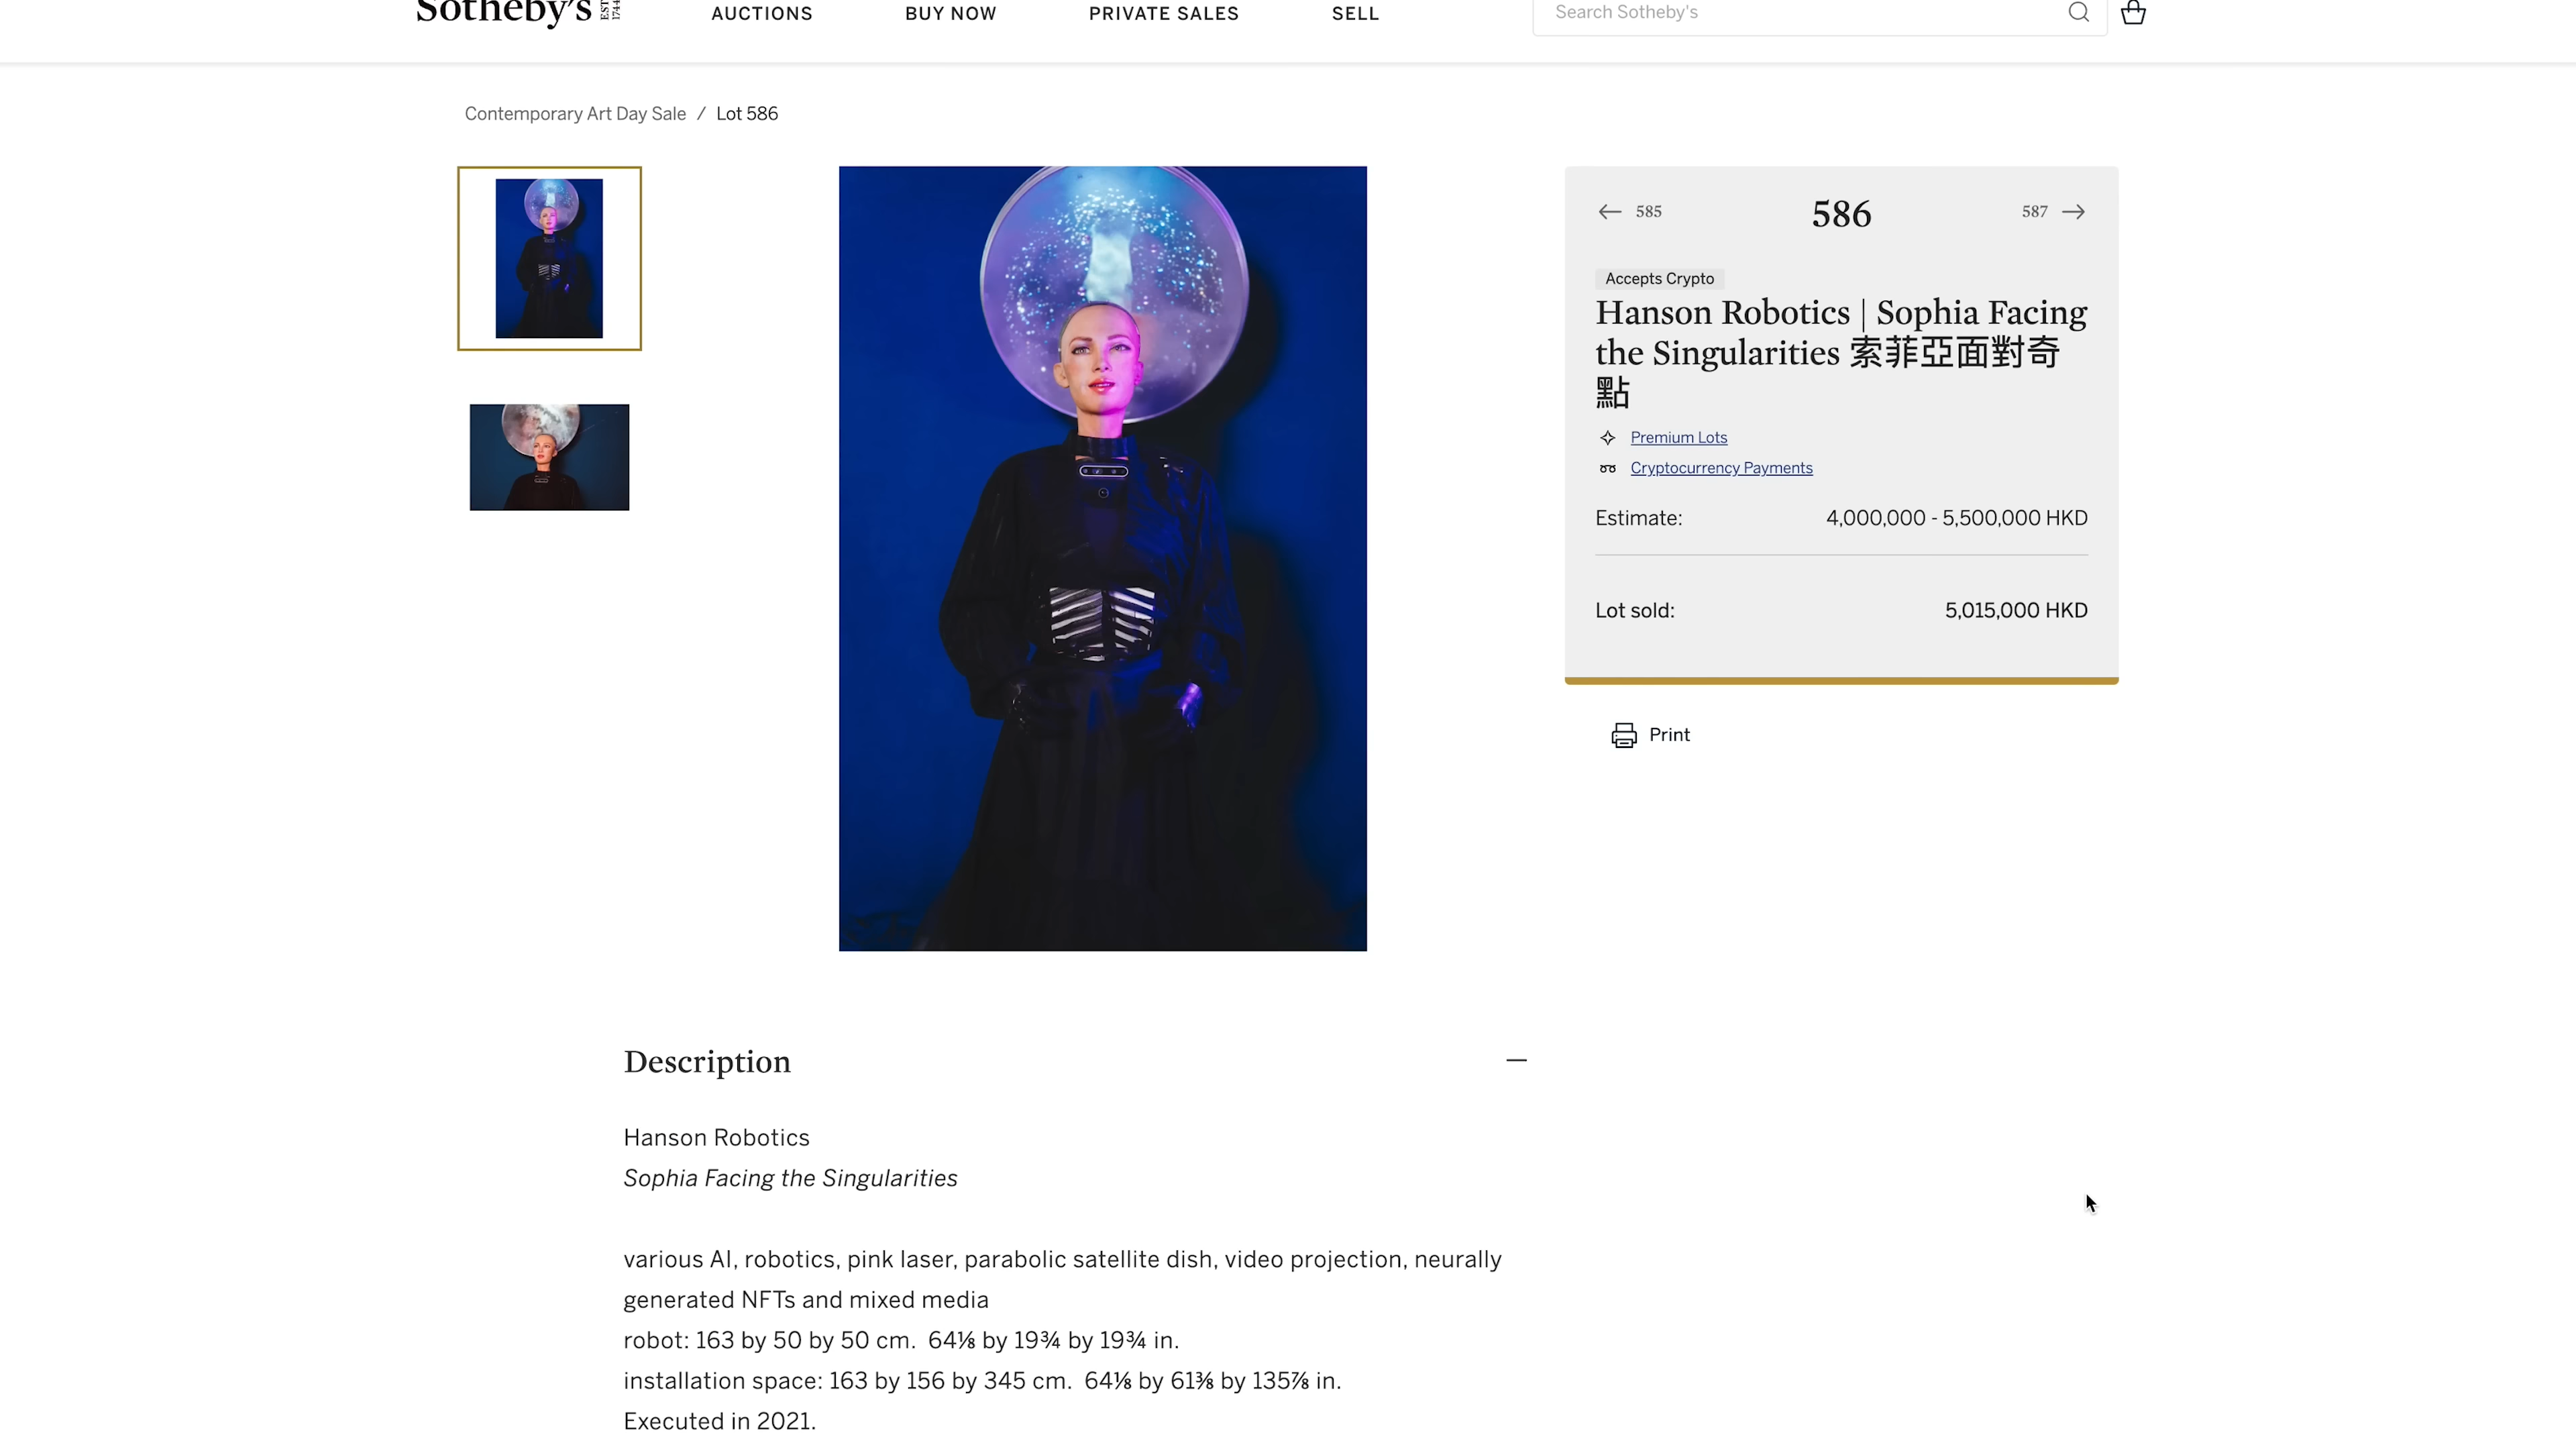 Sotheby's EST 1744
AUCTIONS
BUY NOW
PRIVATE SALES
SELL
Search Sotheby's
Contemporary Art Day Sale / Lot 586
← 585
586
587 →
Accepts Crypto
Hanson Robotics | Sophia Facing
the Singularities 索菲亞面對奇
點
Premium Lots
Cryptocurrency Payments
Estimate: 4,000,000 - 5,500,000 HKD
Lot sold: 5,015,000 HKD
Print
Description
Hanson Robotics
Sophia Facing the Singularities
various AI, robotics, pink laser, parabolic satellite dish, video projection, neurally
generated NFTs and mixed media
robot: 163 by 50 by 50 cm. 64⅛ by 19¾ by 19¾ in.
installation space: 163 by 156 by 345 cm. 64⅛ by 61⅜ by 135⅞ in.
Executed in 2021.